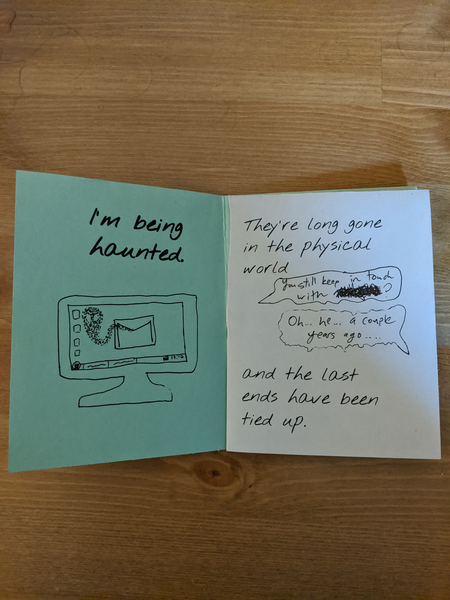 I'm being
haunted.
They're long gone
in the physical
world
You still keep in touch
with ?
Oh... he... a couple
years ago....
and the last
ends have been
tied up.